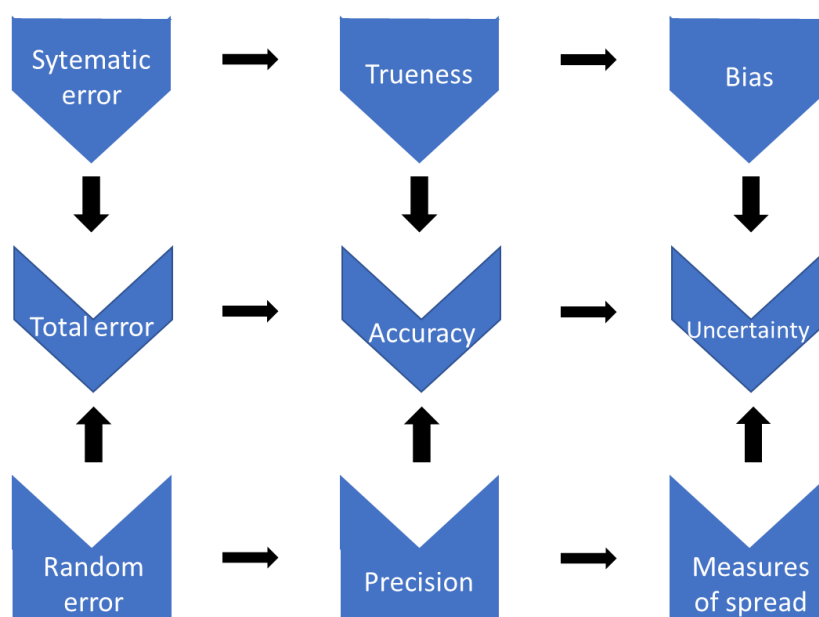 Sytematic
error
Trueness
Bias
Total error
Accuracy
Uncertainty
Random
error
Precision
Measures
of spread